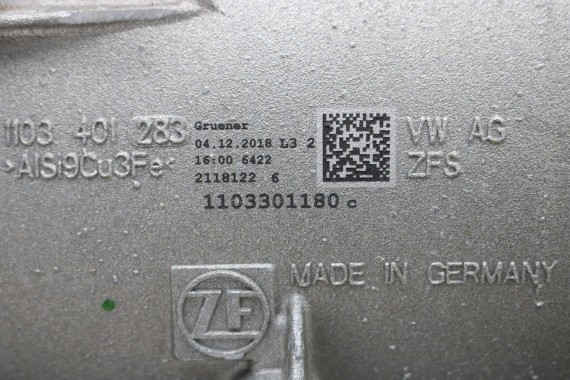 1103 401 283
>AlSi9Cu3Fe<
Gruener
04.12.2018 L3 2
16:00 6422
2118122 6
1103301180 c
VW AG
ZFS
ZF
MADE IN GERMANY